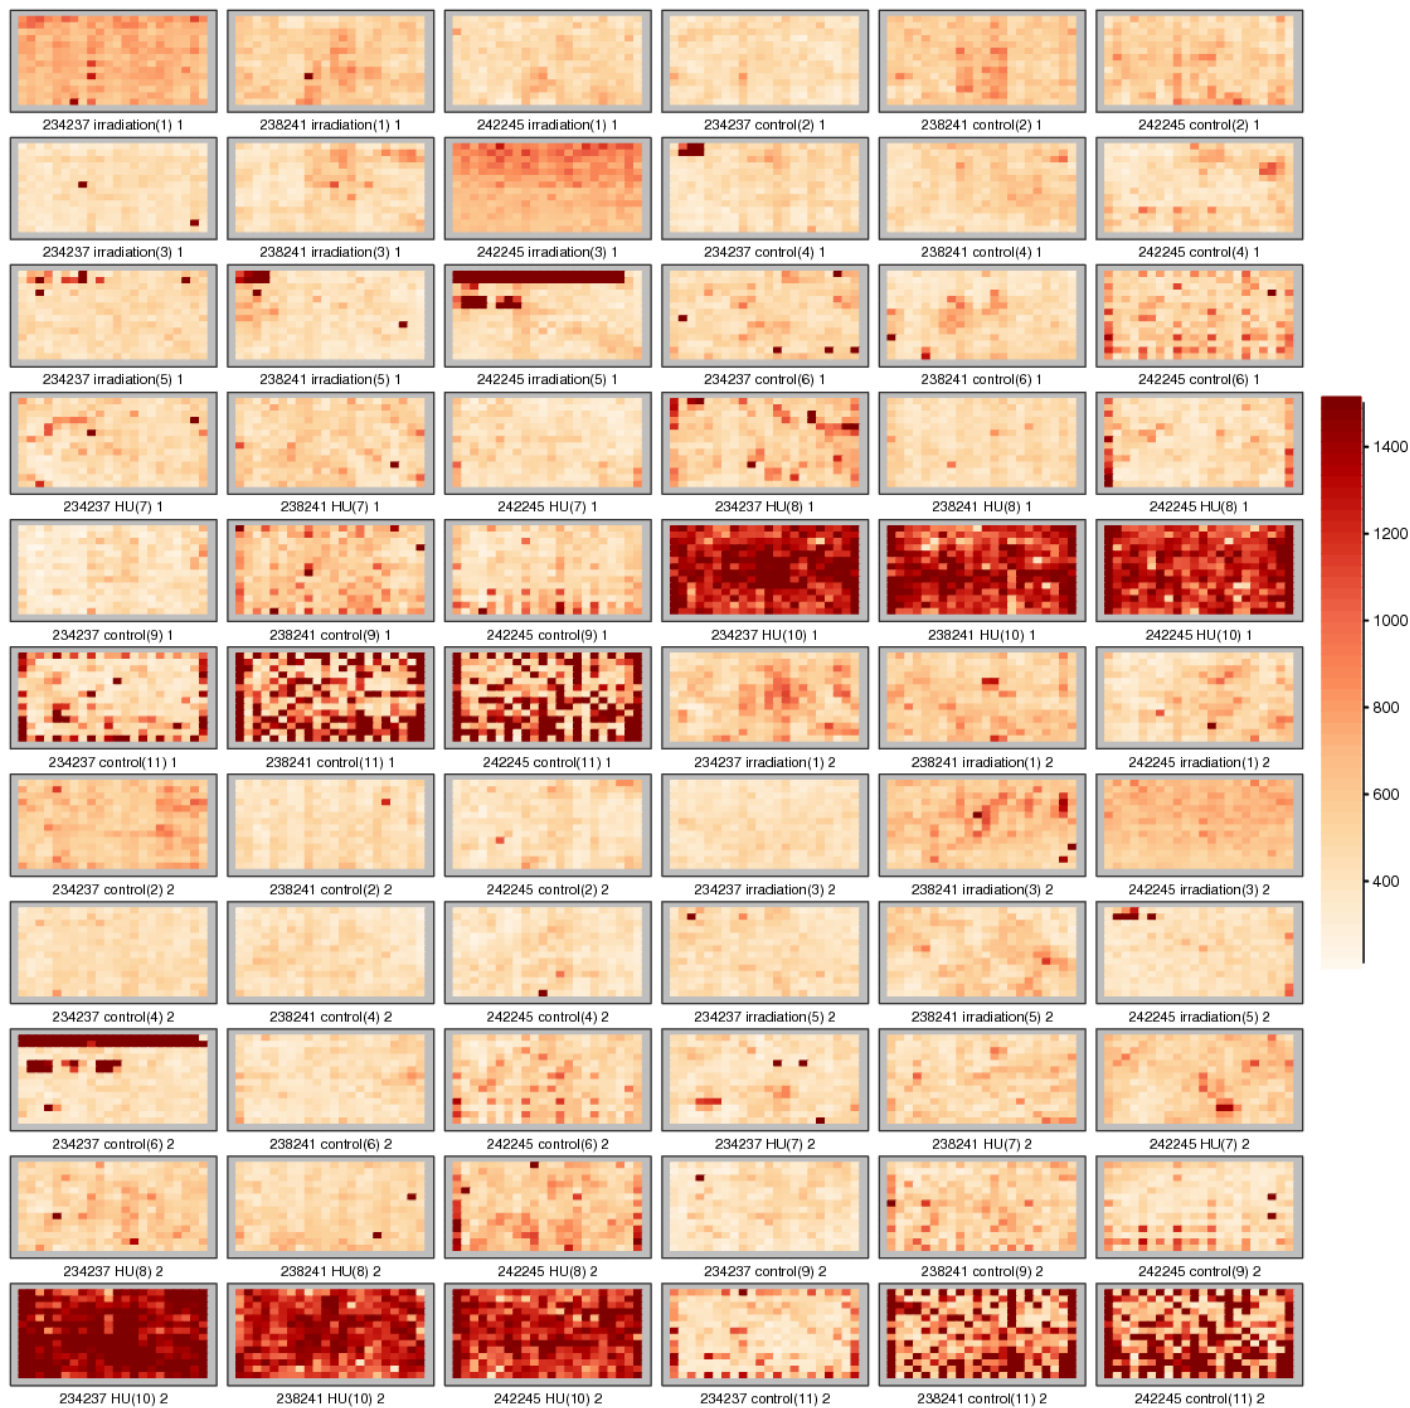 234237 irradiation(1) 1
238241 irradiation(1) 1
242245 irradiation(1) 1
234237 control(2) 1
238241 control(2) 1
242245 control(2) 1
234237 irradiation(3) 1
238241 irradiation(3) 1
242245 irradiation(3) 1
234237 control(4) 1
238241 control(4) 1
242245 control(4) 1
234237 irradiation(5) 1
238241 irradiation(5) 1
242245 irradiation(5) 1
234237 control(6) 1
238241 control(6) 1
242245 control(6) 1
234237 HU(7) 1
238241 HU(7) 1
242245 HU(7) 1
234237 HU(8) 1
238241 HU(8) 1
242245 HU(8) 1
234237 control(9) 1
238241 control(9) 1
242245 control(9) 1
234237 HU(10) 1
238241 HU(10) 1
242245 HU(10) 1
234237 control(11) 1
238241 control(11) 1
242245 control(11) 1
234237 irradiation(1) 2
238241 irradiation(1) 2
242245 irradiation(1) 2
234237 control(2) 2
238241 control(2) 2
242245 control(2) 2
234237 irradiation(3) 2
238241 irradiation(3) 2
242245 irradiation(3) 2
234237 control(4) 2
238241 control(4) 2
242245 control(4) 2
234237 irradiation(5) 2
238241 irradiation(5) 2
242245 irradiation(5) 2
234237 control(6) 2
238241 control(6) 2
242245 control(6) 2
234237 HU(7) 2
238241 HU(7) 2
242245 HU(7) 2
234237 HU(8) 2
238241 HU(8) 2
242245 HU(8) 2
234237 control(9) 2
238241 control(9) 2
242245 control(9) 2
234237 HU(10) 2
238241 HU(10) 2
242245 HU(10) 2
234237 control(11) 2
238241 control(11) 2
242245 control(11) 2
1400
1200
1000
800
600
400